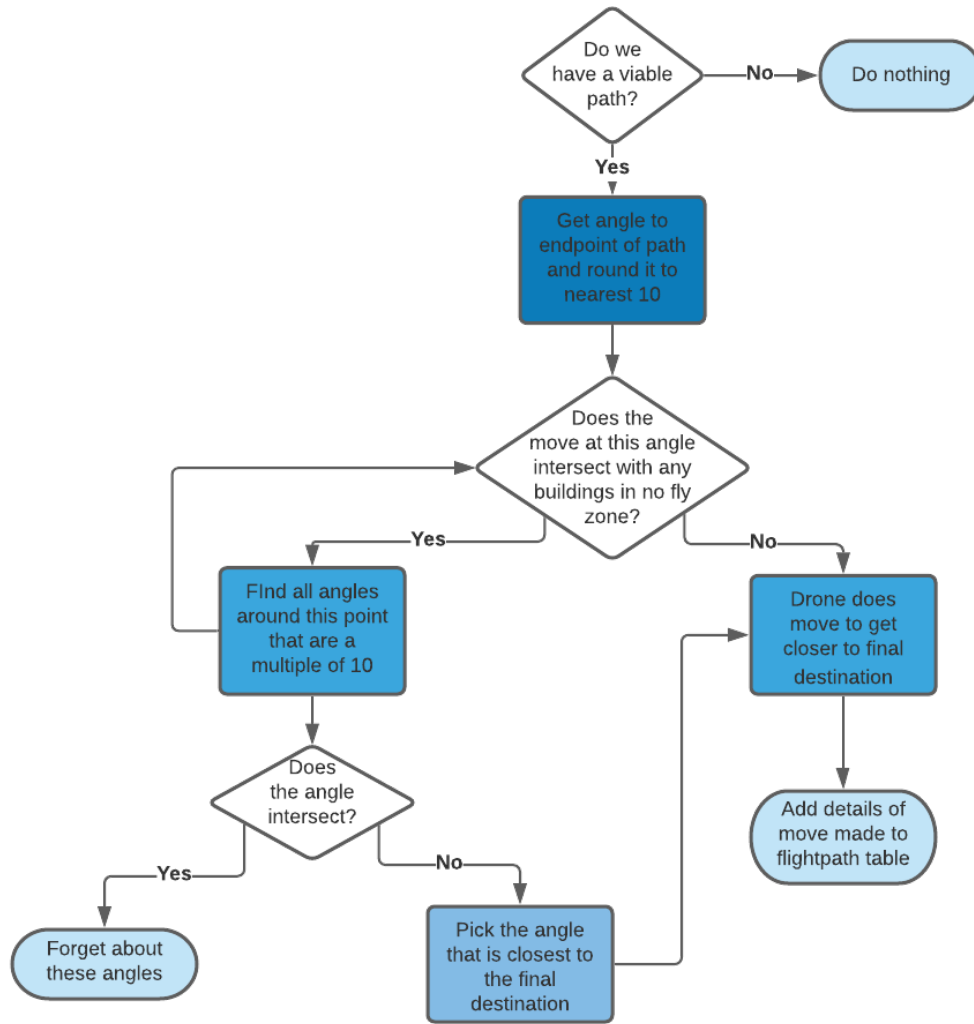 Do we
have a viable
path?
No
Do nothing
Yes
Get angle to
endpoint of path
and round it to
nearest 10
Does the
move at this angle
intersect with any
buildings in no fly
zone?
Yes
No
FInd all angles
around this point
that are a
multiple of 10
Drone does
move to get
closer to final
destination
Does
the angle
intersect?
Add details of
move made to
flightpath table
Yes
No
Forget about
these angles
Pick the angle
that is closest to
the final
destination